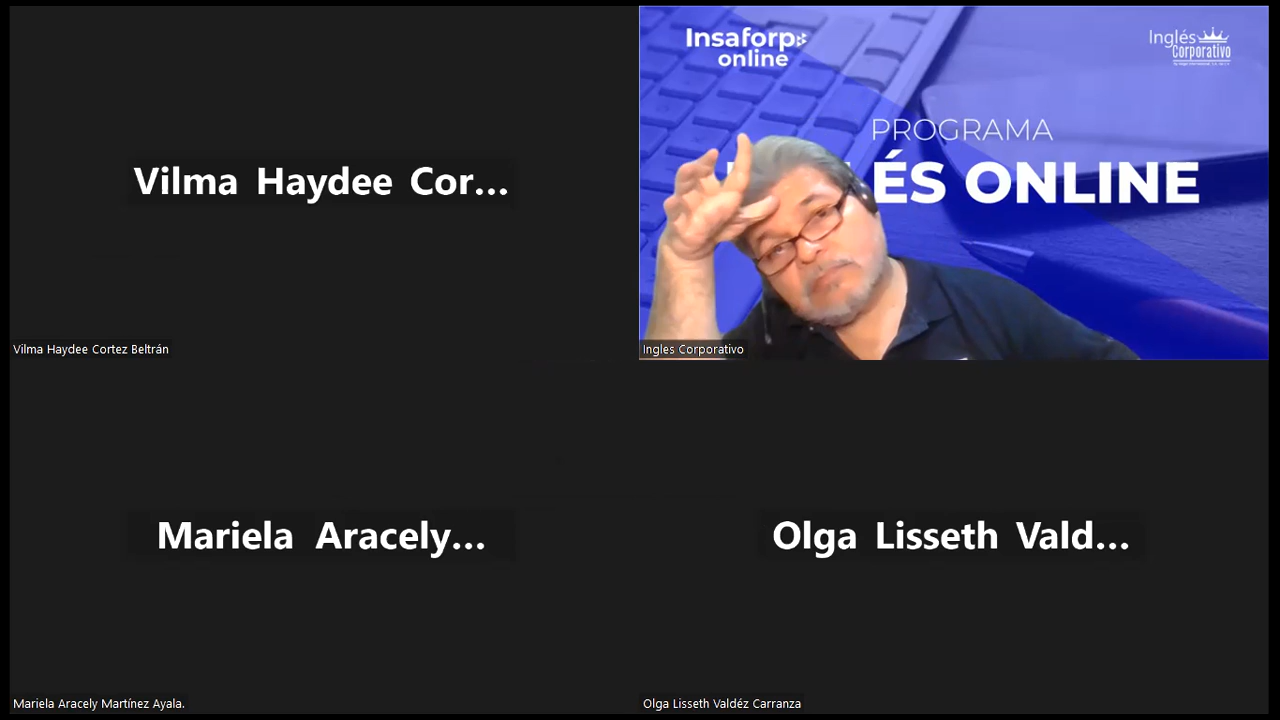 Vilma Haydee Cor...
Vilma Haydee Cortez Beltrán
Insaforp
online
Inglés
Corporativo
PROGRAMA
ÉS ONLINE
Ingles Corporativo
Mariela Aracely...
Mariela Aracely Martínez Ayala.
Olga Lisseth Vald...
Olga Lisseth Valdéz Carranza